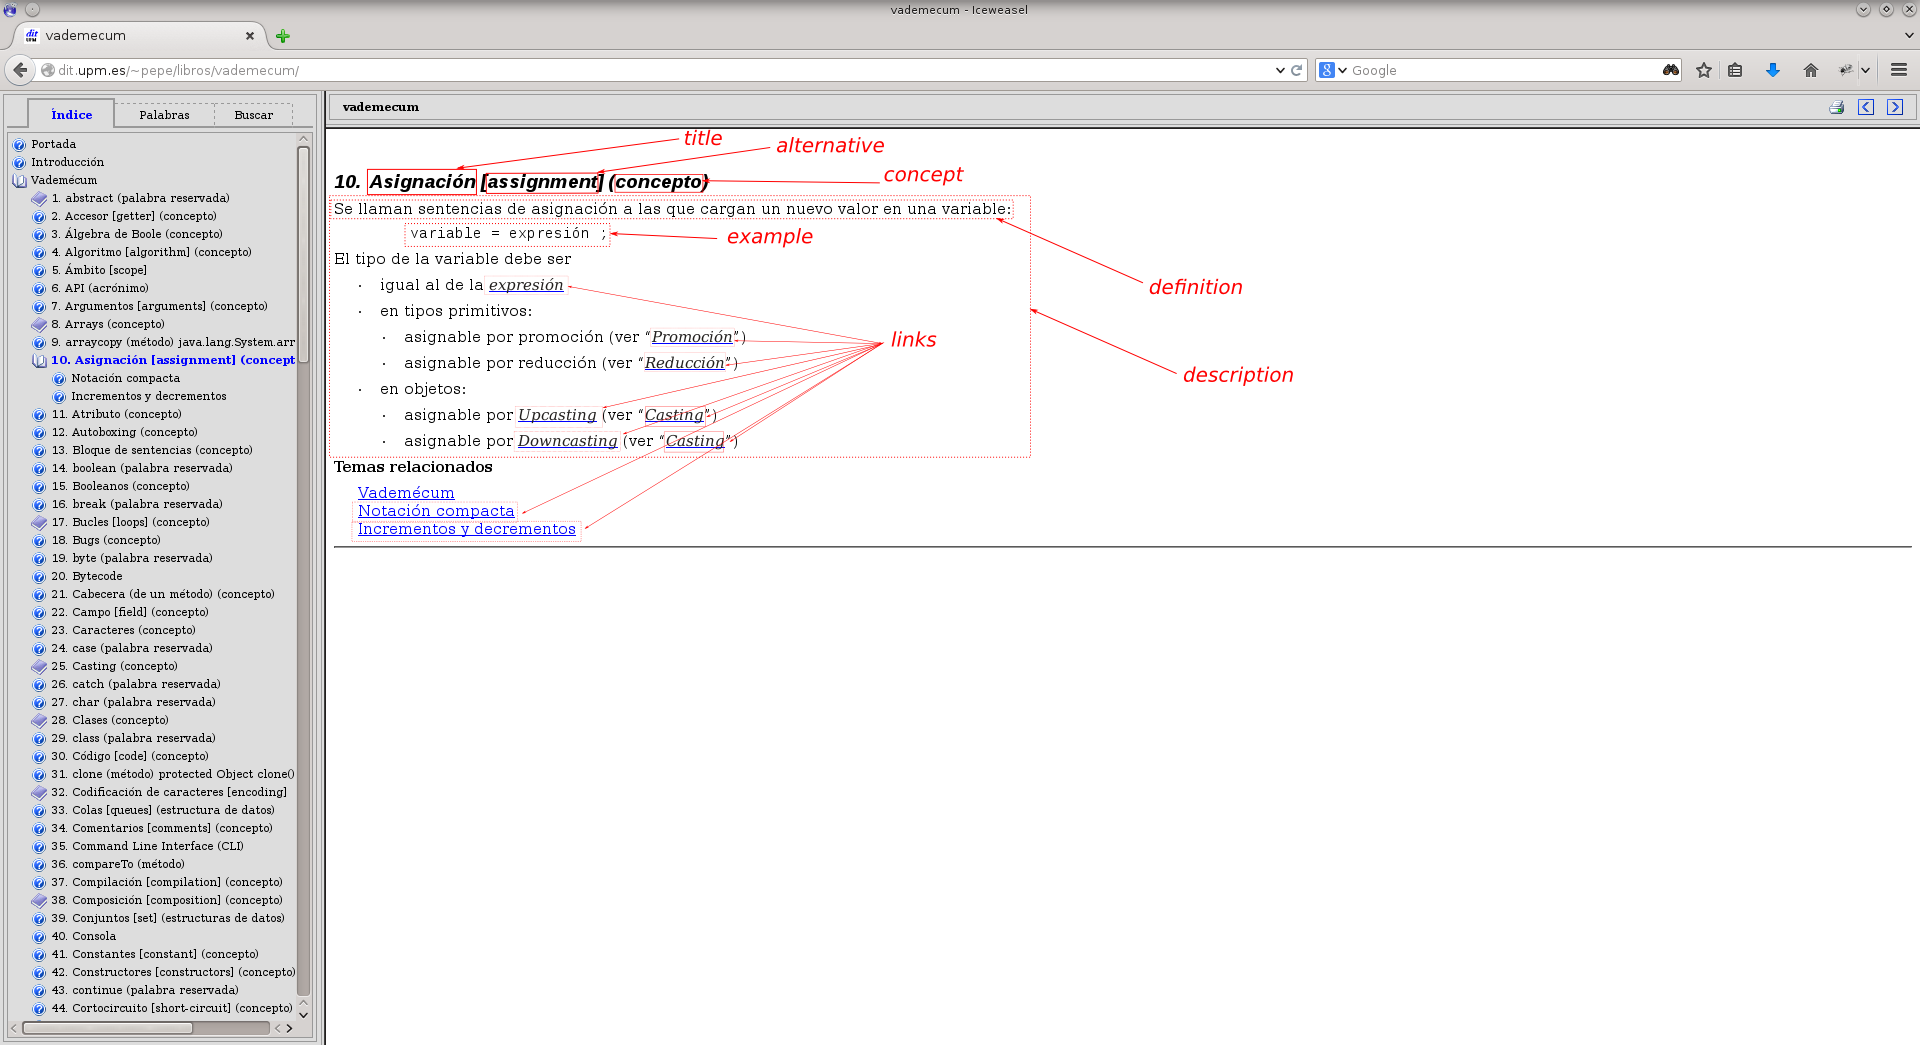 vademecum - Iceweasel
dit UPM vademecum
dit.upm.es/~pepe/libros/vademecum/
8 Google
Índice Palabras Buscar
Portada
Introducción
Vademécum
1. abstract (palabra reservada)
2. Accesor [getter] (concepto)
3. Álgebra de Boole (concepto)
4. Algoritmo [algorithm] (concepto)
5. Ámbito [scope]
6. API (acrónimo)
7. Argumentos [arguments] (concepto)
8. Arrays (concepto)
9. arraycopy (método) java.lang.System.arr
10. Asignación [assignment] (concept
Notación compacta
Incrementos y decrementos
11. Atributo (concepto)
12. Autoboxing (concepto)
13. Bloque de sentencias (concepto)
14. boolean (palabra reservada)
15. Booleanos (concepto)
16. break (palabra reservada)
17. Bucles [loops] (concepto)
18. Bugs (concepto)
19. byte (palabra reservada)
20. Bytecode
21. Cabecera (de un método) (concepto)
22. Campo [field] (concepto)
23. Caracteres (concepto)
24. case (palabra reservada)
25. Casting (concepto)
26. catch (palabra reservada)
27. char (palabra reservada)
28. Clases (concepto)
29. class (palabra reservada)
30. Código [code] (concepto)
31. clone (método) protected Object clone()
32. Codificación de caracteres [encoding]
33. Colas [queues] (estructura de datos)
34. Comentarios [comments] (concepto)
35. Command Line Interface (CLI)
36. compareTo (método)
37. Compilación [compilation] (concepto)
38. Composición [composition] (concepto)
39. Conjuntos [set] (estructuras de datos)
40. Consola
41. Constantes [constant] (concepto)
42. Constructores [constructors] (concepto)
43. continue (palabra reservada)
44. Cortocircuito [short-circuit] (concepto)
vademecum
title
alternative
concept
10. Asignación [assignment] (concepto)
Se llaman sentencias de asignación a las que cargan un nuevo valor en una variable:
variable = expresión ;
example
El tipo de la variable debe ser
definition
· igual al de la expresión
· en tipos primitivos:
· asignable por promoción (ver “Promoción”)
links
· asignable por reducción (ver “Reducción”)
description
· en objetos:
· asignable por Upcasting (ver “Casting”)
· asignable por Downcasting (ver “Casting”)
Temas relacionados
Vademécum
Notación compacta
Incrementos y decrementos